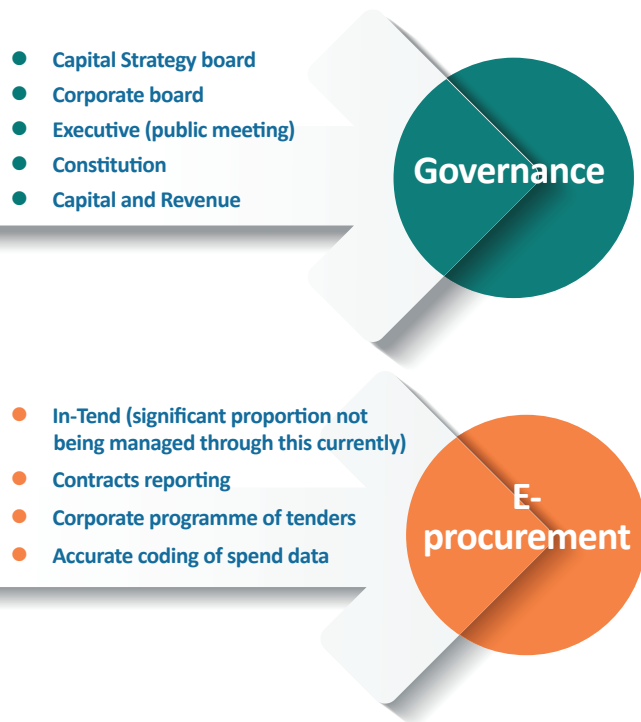 Capital Strategy board
Corporate board
Executive (public meeting)
Constitution
Capital and Revenue
Governance
In-Tend (significant proportion not
being managed through this currently)
Contracts reporting
Corporate programme of tenders
Accurate coding of spend data
E-
procurement